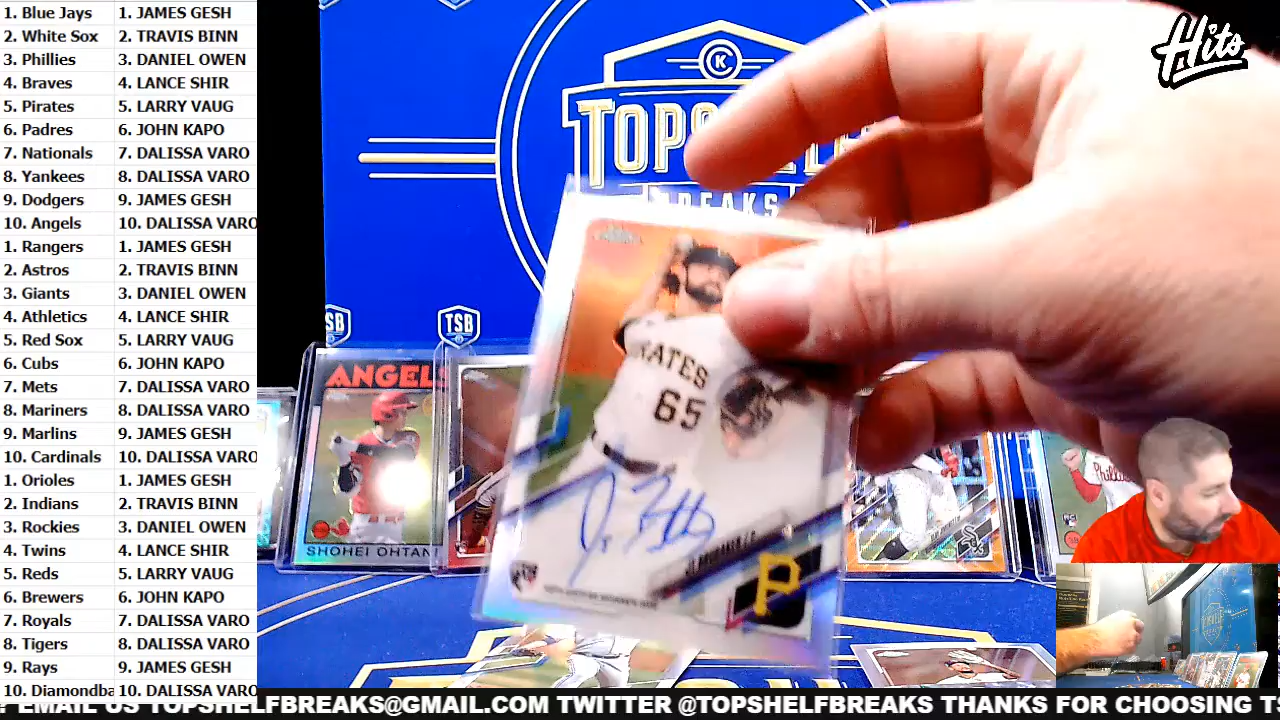 1. Blue Jays 1. JAMES GESH
2. White Sox 2. TRAVIS BINN
3. Phillies 3. DANIEL OWEN
4. Braves 4. LANCE SHIR
5. Pirates 5. LARRY VAUG
6. Padres 6. JOHN KAPO
7. Nationals 7. DALISSA VARO
8. Yankees 8. DALISSA VARO
9. Dodgers 9. JAMES GESH
10. Angels 10. DALISSA VARO
1. Rangers 1. JAMES GESH
2. Astros 2. TRAVIS BINN
3. Giants 3. DANIEL OWEN
4. Athletics 4. LANCE SHIR
5. Red Sox 5. LARRY VAUG
6. Cubs 6. JOHN KAPO
7. Mets 7. DALISSA VARO
8. Mariners 8. DALISSA VARO
9. Marlins 9. JAMES GESH
10. Cardinals 10. DALISSA VARO
1. Orioles 1. JAMES GESH
2. Indians 2. TRAVIS BINN
3. Rockies 3. DANIEL OWEN
4. Twins 4. LANCE SHIR
5. Reds 5. LARRY VAUG
6. Brewers 6. JOHN KAPO
7. Royals 7. DALISSA VARO
8. Tigers 8. DALISSA VARO
9. Rays 9. JAMES GESH
10. Diamondba 10. DALISSA VARO
Hits
CK
TOPSHELF
BREAKS
TSB
TSB
RATES
65
P
ANGELS
SHOHEI OHTANI
Phillies
EMAIL US TOPSHELFBREAKS@GMAIL.COM TWITTER @TOPSHELFBREAKS THANKS FOR CHOOSING TS